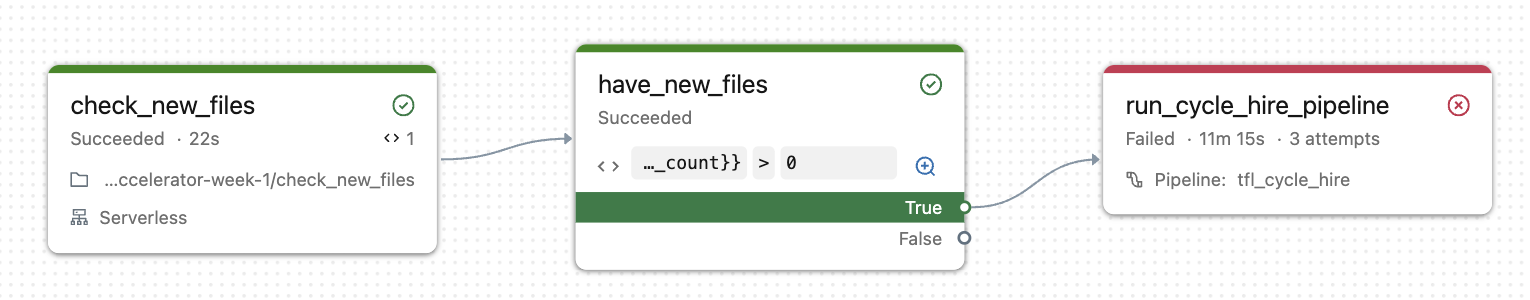 check_new_files
Succeeded · 22s
<> 1
...ccelerator-week-1/check_new_files
Serverless
have_new_files
Succeeded
<> ..._count}} > 0
True
False
run_cycle_hire_pipeline
Failed · 11m 15s · 3 attempts
Pipeline: tfl_cycle_hire